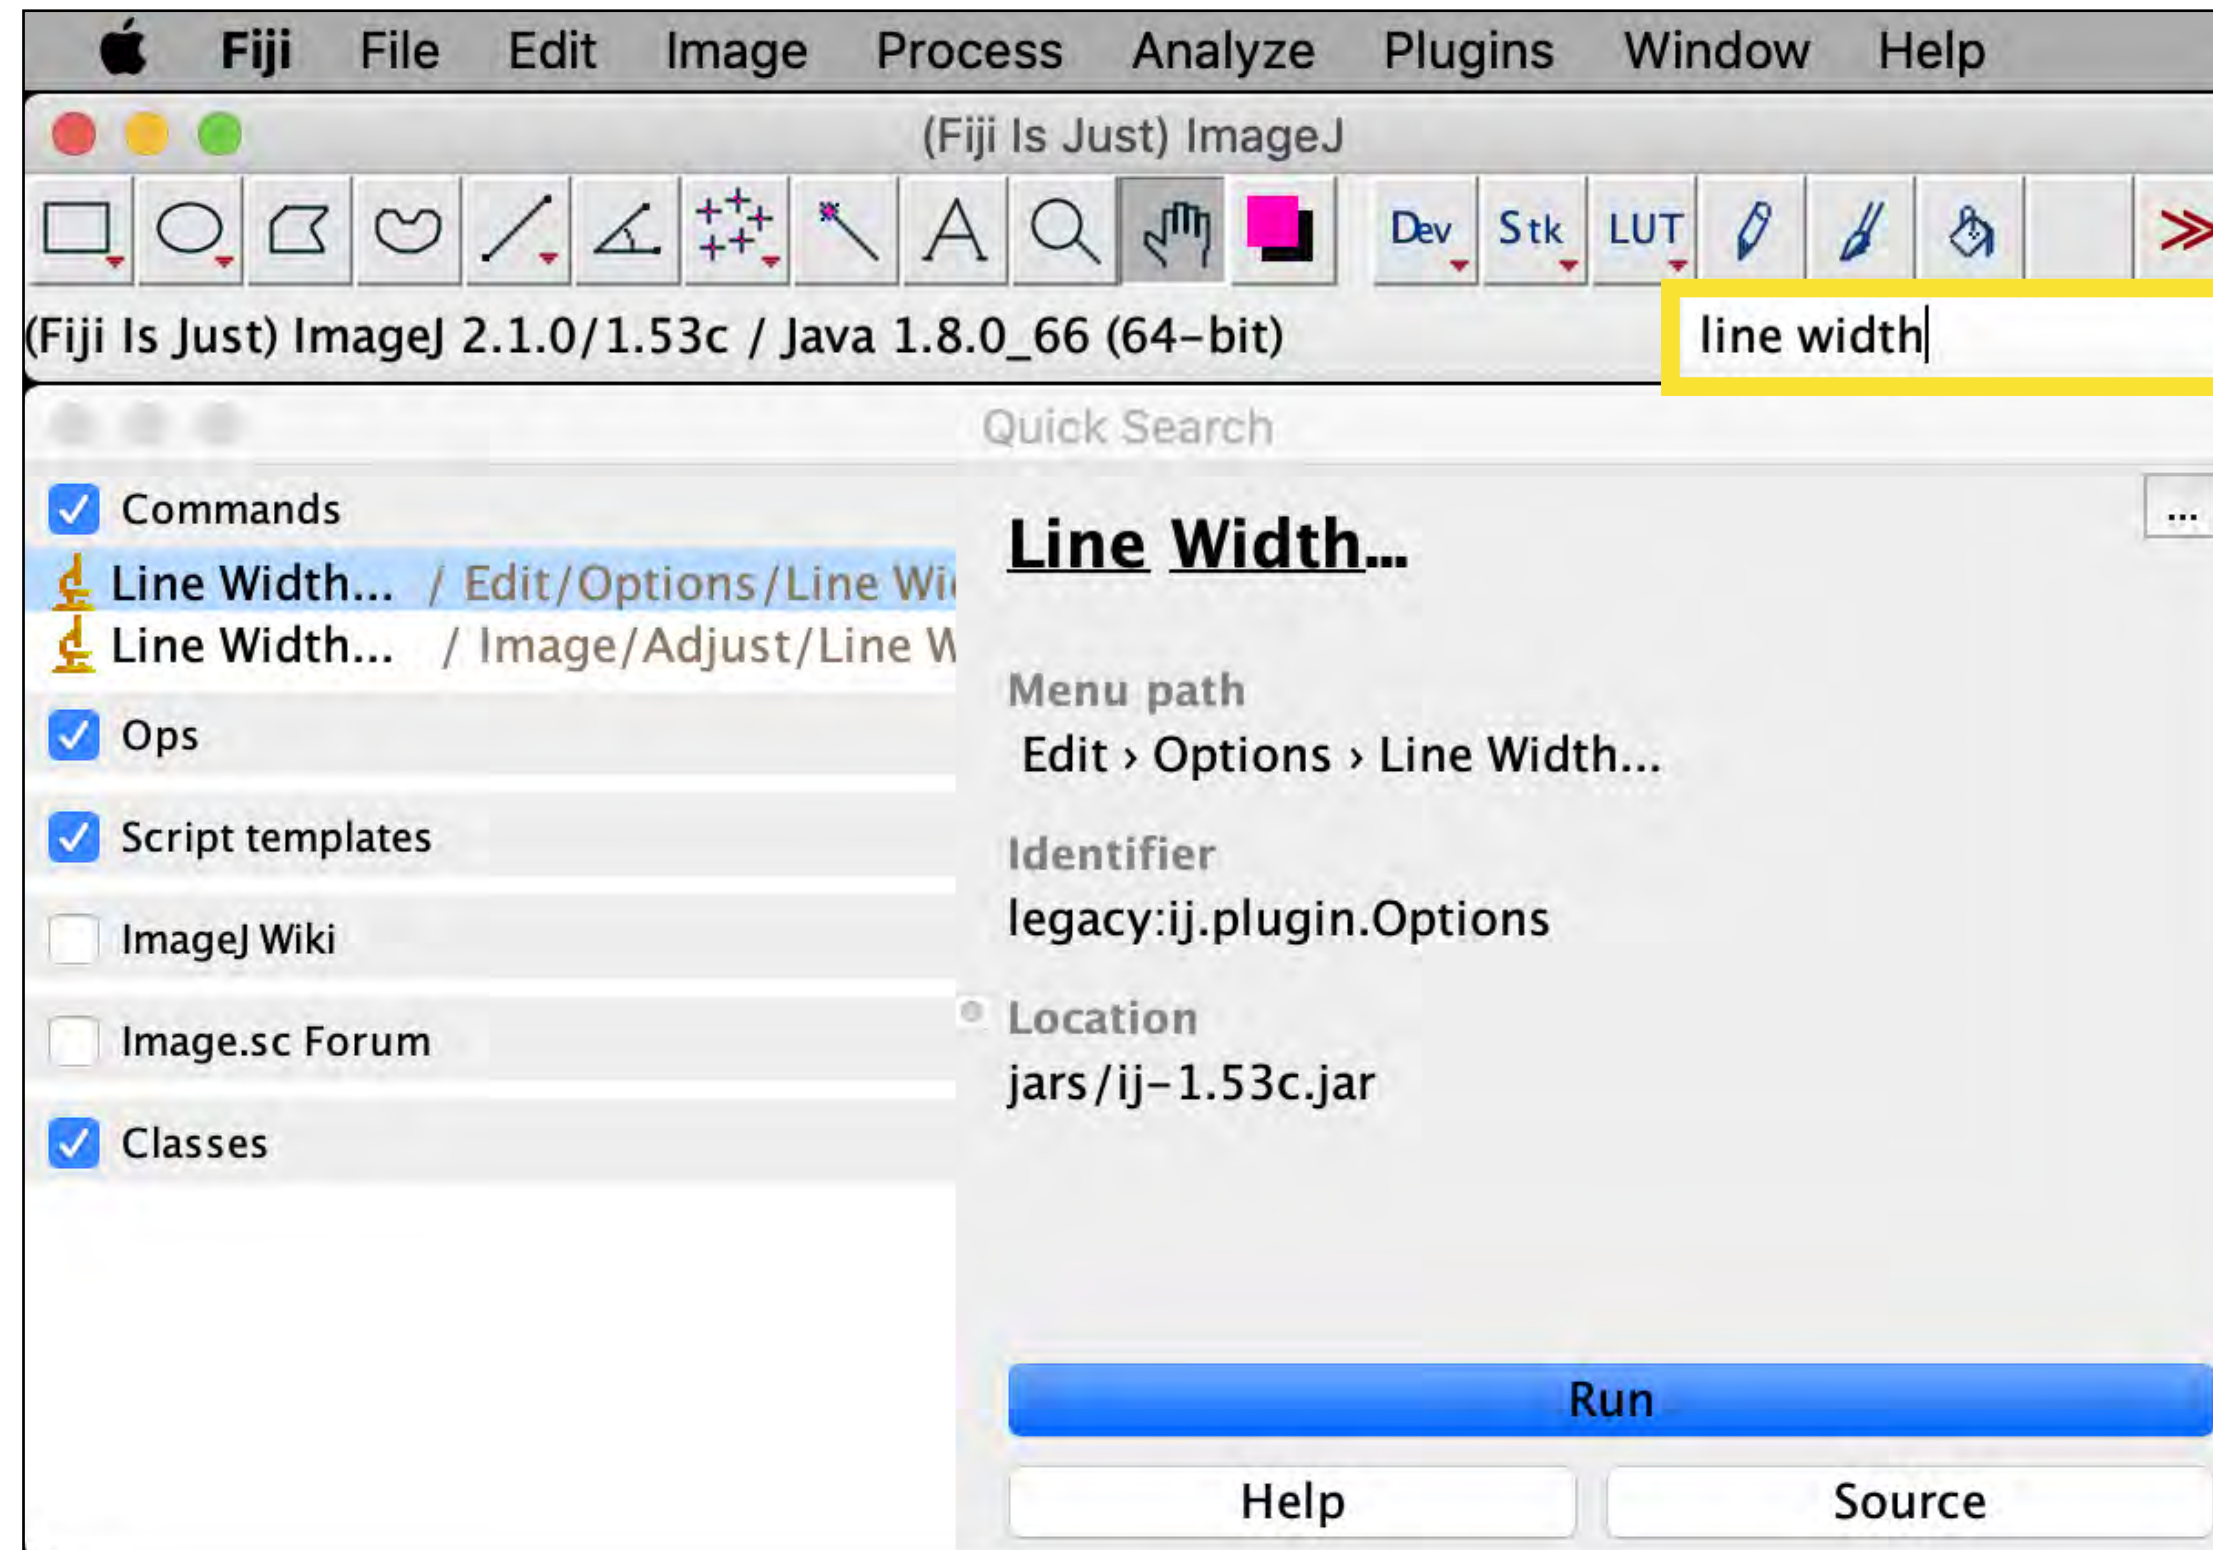 Fiji File Edit Image Process Analyze Plugins Window Help
(Fiji Is Just) ImageJ
A Dev Stk LUT
(Fiji Is Just) ImageJ 2.1.0/1.53c / Java 1.8.0_66 (64-bit)
line width
Quick Search
Commands
Line Width... / Edit/Options/Line Wi
Line Width... / Image/Adjust/Line W
Ops
Script templates
ImageJ Wiki
Image.sc Forum
Classes
...
Line Width...
Menu path
Edit › Options › Line Width...
Identifier
legacy:ij.plugin.Options
Location
jars/ij-1.53c.jar
Run
Help Source